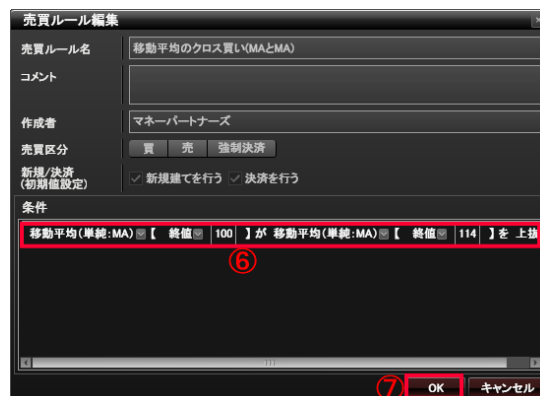 売買ルール編集
売買ルール名 移動平均のクロス買い(MAとMA)
コメント
作成者 マネーパートナーズ
売買区分 買 売 強制決済
新規/決済
(初期値設定) 新規建てを行う 決済を行う
条件
移動平均(単純:MA)【 終値 100 】が 移動平均(単純:MA)【 終値 114 】を 上抜
⑥
⑦ OK キャンセル